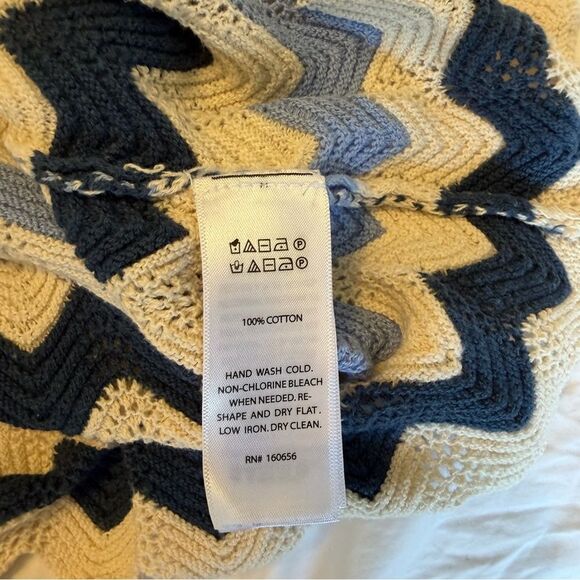 100% COTTON
HAND WASH COLD.
NON-CHLORINE BLEACH
WHEN NEEDED. RE-
SHAPE AND DRY FLAT.
LOW IRON. DRY CLEAN.
RN# 160656